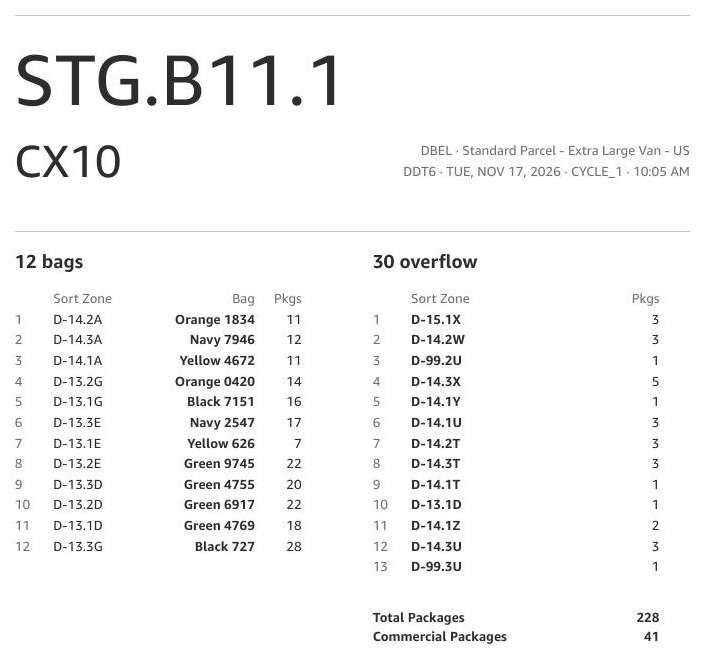 STG.B11.1
CX10
DBEL · Standard Parcel - Extra Large Van - US
DDT6 · TUE, NOV 17, 2026 · CYCLE_1 · 10:05 AM
12 bags
Sort Zone Bag Pkgs
1 D-14.2A Orange 1834 11
2 D-14.3A Navy 7946 12
3 D-14.1A Yellow 4672 11
4 D-13.2G Orange 0420 14
5 D-13.1G Black 7151 16
6 D-13.3E Navy 2547 17
7 D-13.1E Yellow 626 7
8 D-13.2E Green 9745 22
9 D-13.3D Green 4755 20
10 D-13.2D Green 6917 22
11 D-13.1D Green 4769 18
12 D-13.3G Black 727 28
30 overflow
Sort Zone Pkgs
1 D-15.1X 3
2 D-14.2W 3
3 D-99.2U 1
4 D-14.3X 5
5 D-14.1Y 1
6 D-14.1U 3
7 D-14.2T 3
8 D-14.3T 3
9 D-14.1T 1
10 D-13.1D 1
11 D-14.1Z 2
12 D-14.3U 3
13 D-99.3U 1
Total Packages 228
Commercial Packages 41